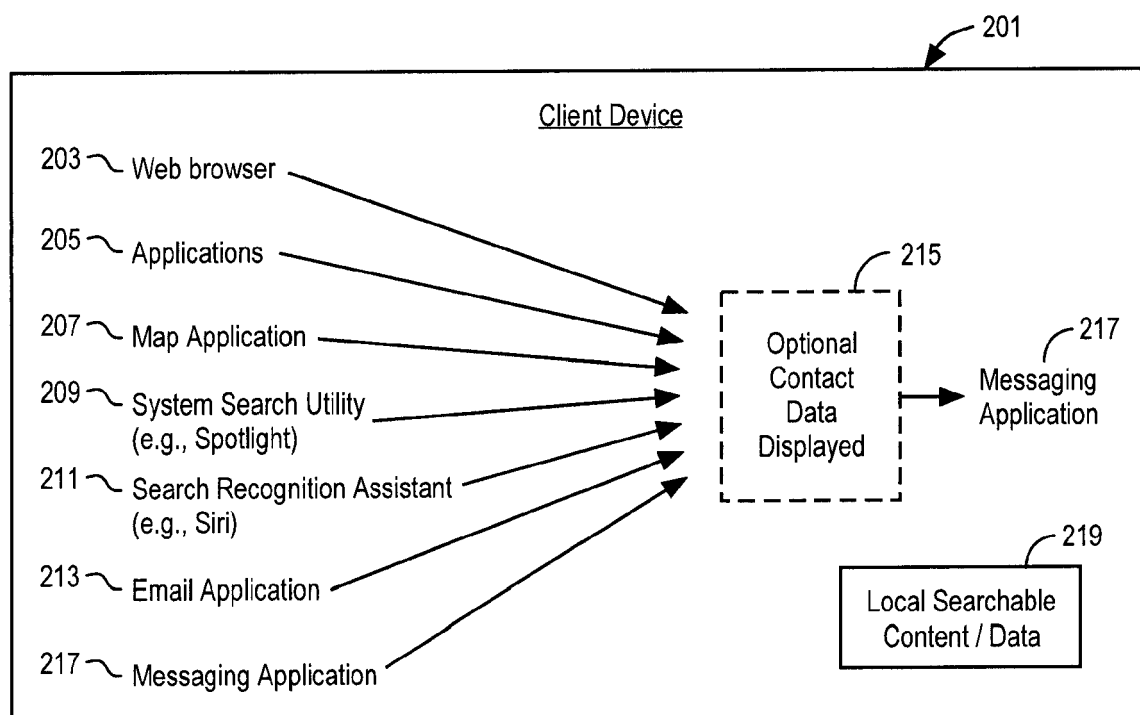 201
Client Device
203 Web browser
205 Applications
215
207 Map Application
217
Optional
Contact
Data
Displayed
Messaging
Application
209 System Search Utility
(e.g., Spotlight)
211 Search Recognition Assistant
(e.g., Siri)
219
213 Email Application
Local Searchable
Content / Data
217 Messaging Application